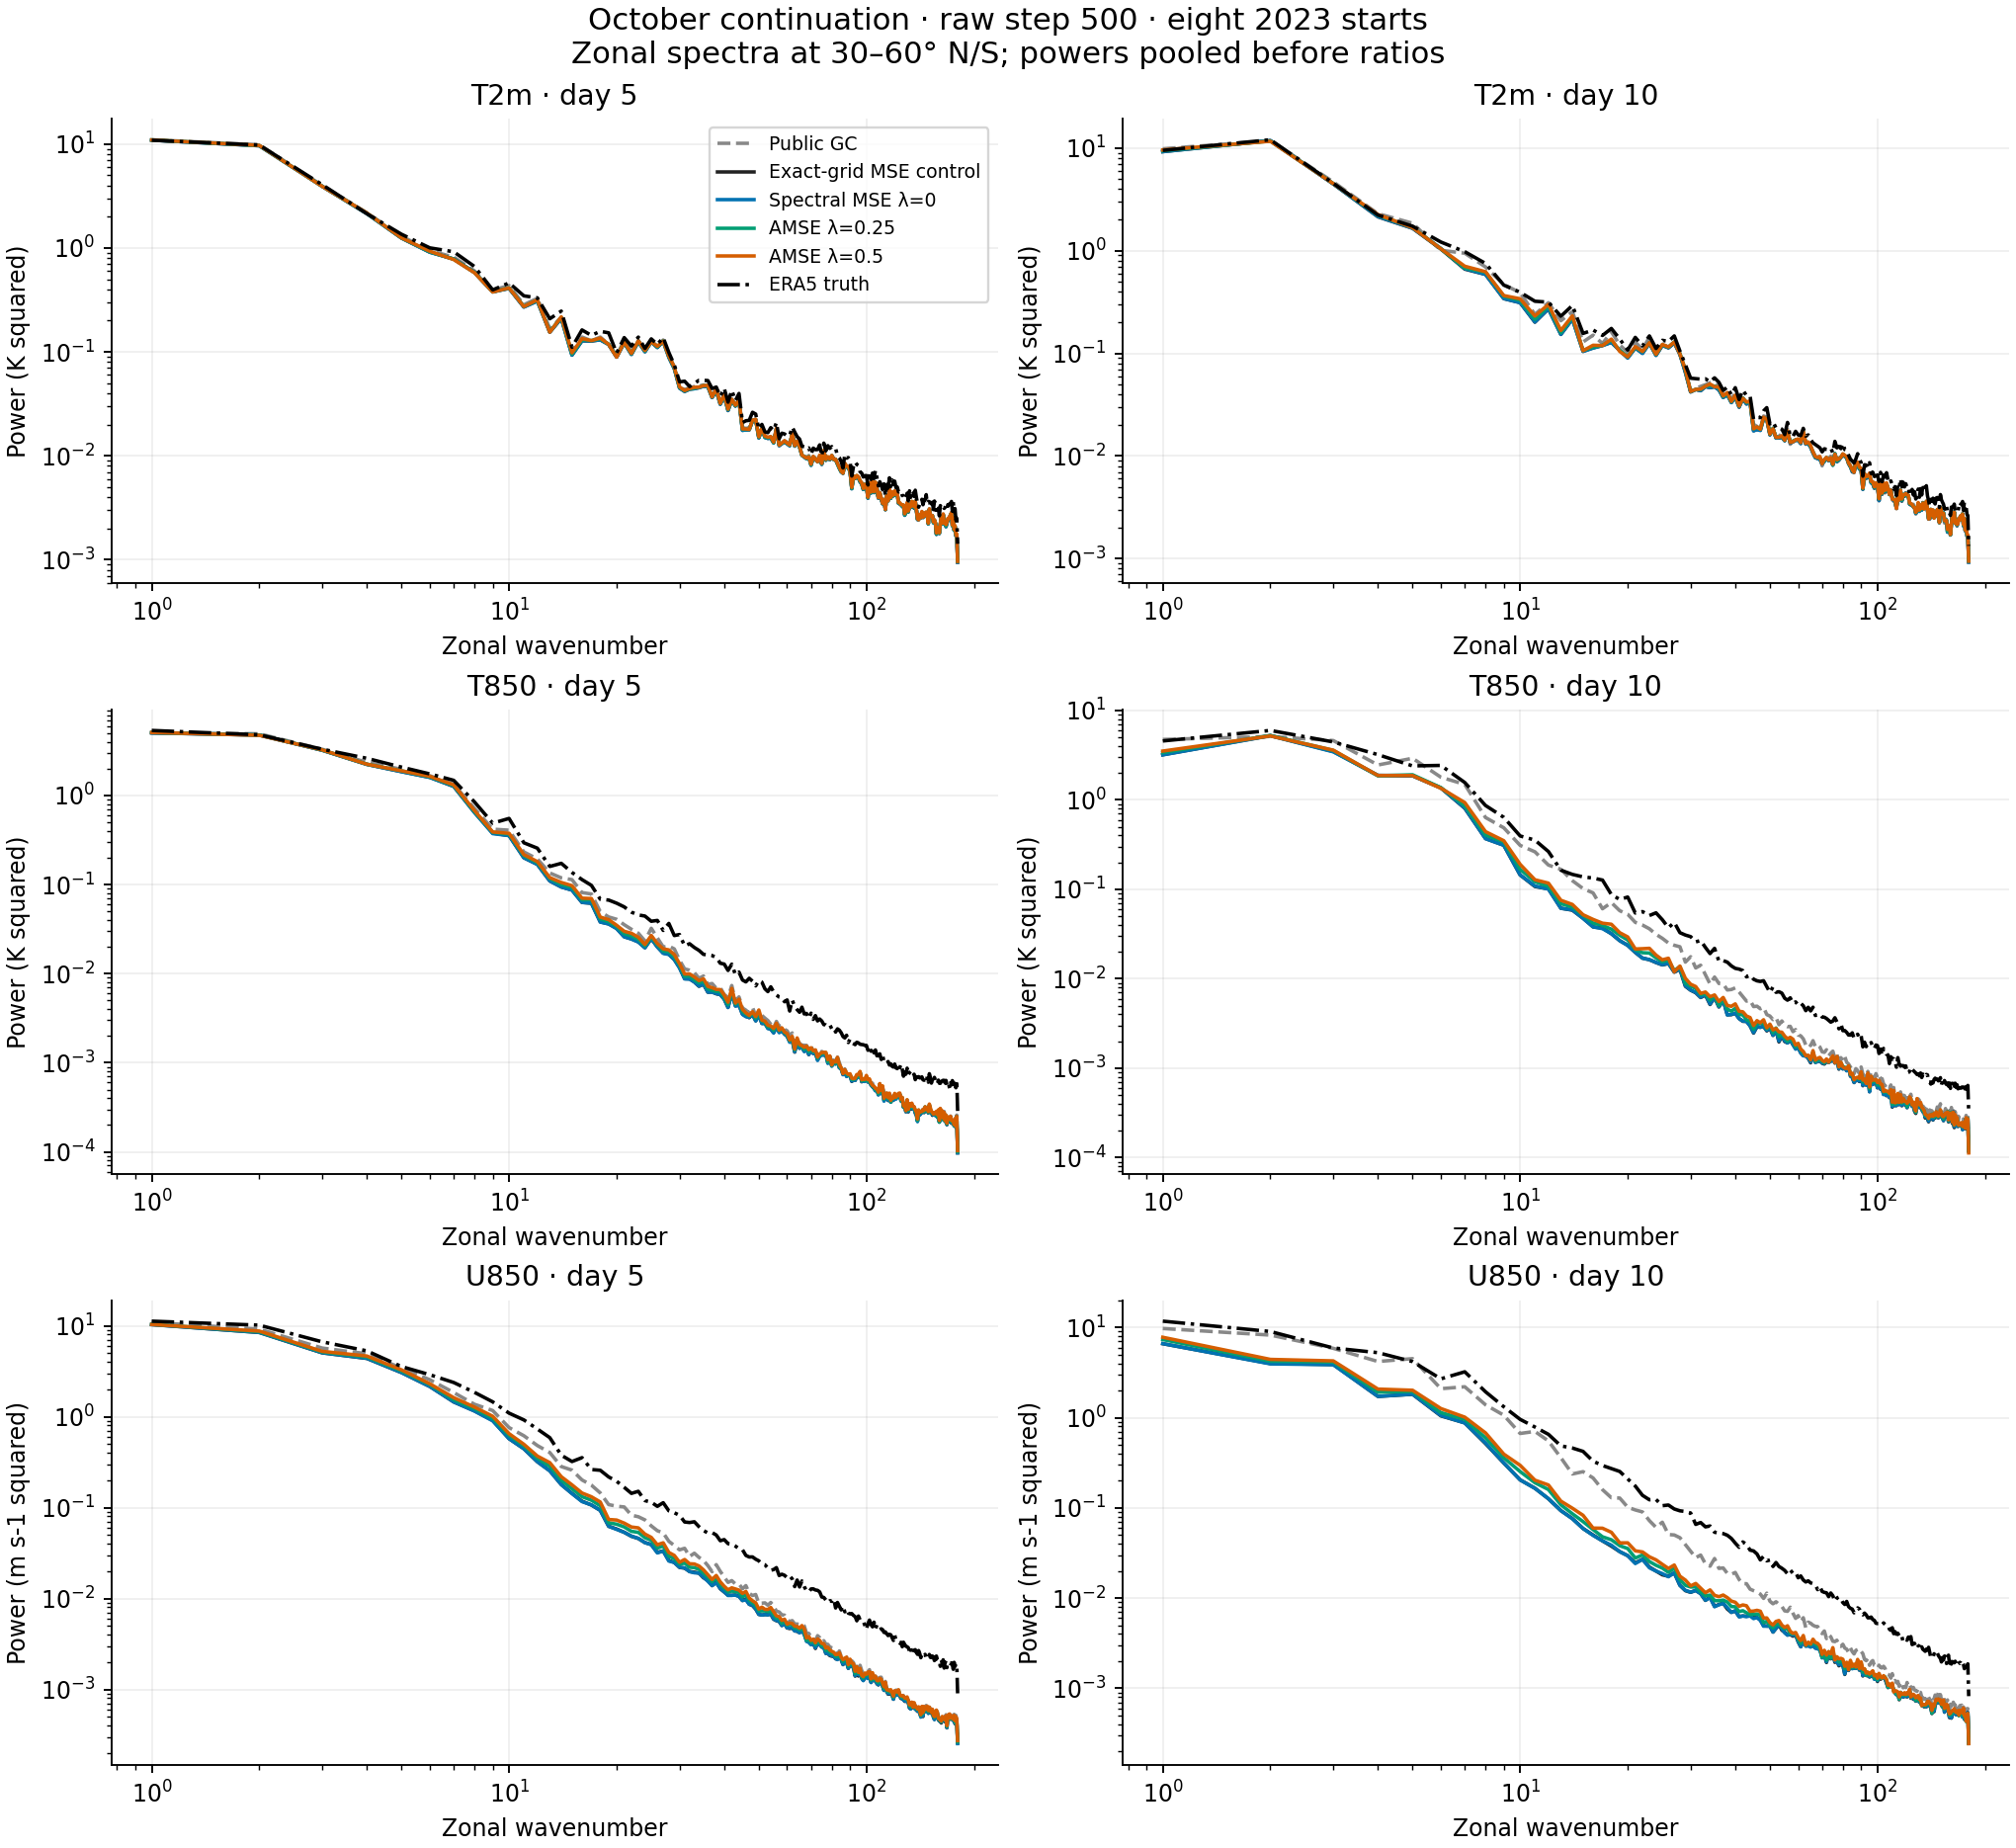 October continuation · raw step 500 · eight 2023 starts
Zonal spectra at 30–60° N/S; powers pooled before ratios
T2m · day 5
Power (K squared)
10¹
10⁰
10⁻¹
10⁻²
10⁻³
Public GC
Exact-grid MSE control
Spectral MSE λ=0
AMSE λ=0.25
AMSE λ=0.5
ERA5 truth
10⁰ 10¹ 10²
Zonal wavenumber
T2m · day 10
Power (K squared)
10¹
10⁰
10⁻¹
10⁻²
10⁻³
10⁰ 10¹ 10²
Zonal wavenumber
T850 · day 5
Power (K squared)
10⁰
10⁻¹
10⁻²
10⁻³
10⁻⁴
10⁰ 10¹ 10²
Zonal wavenumber
T850 · day 10
Power (K squared)
10¹
10⁰
10⁻¹
10⁻²
10⁻³
10⁻⁴
10⁰ 10¹ 10²
Zonal wavenumber
U850 · day 5
Power (m s-1 squared)
10¹
10⁰
10⁻¹
10⁻²
10⁻³
10⁰ 10¹ 10²
Zonal wavenumber
U850 · day 10
Power (m s-1 squared)
10¹
10⁰
10⁻¹
10⁻²
10⁻³
10⁰ 10¹ 10²
Zonal wavenumber